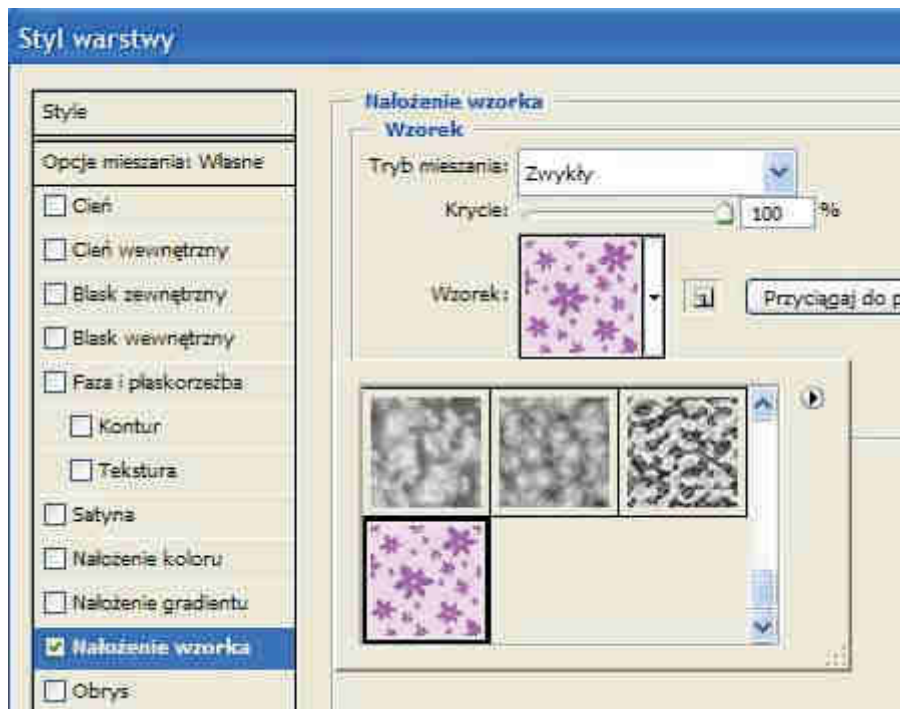 Styl warstwy
Style
Opcje mieszania: Własne
Cień
Cień wewnętrzny
Blask zewnętrzny
Blask wewnętrzny
Faza i płaskorzeźba
Kontur
Tekstura
Satyna
Nałożenie koloru
Nałożenie gradientu
Nałożenie wzorka
Obrys
Nałożenie wzorka
Wzorek
Tryb mieszania: Zwykły
Krycie: 100 %
Wzorek: Przyciągaj do p